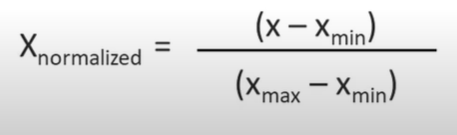 X_normalized = (x − x_min) / (x_max − x_min)